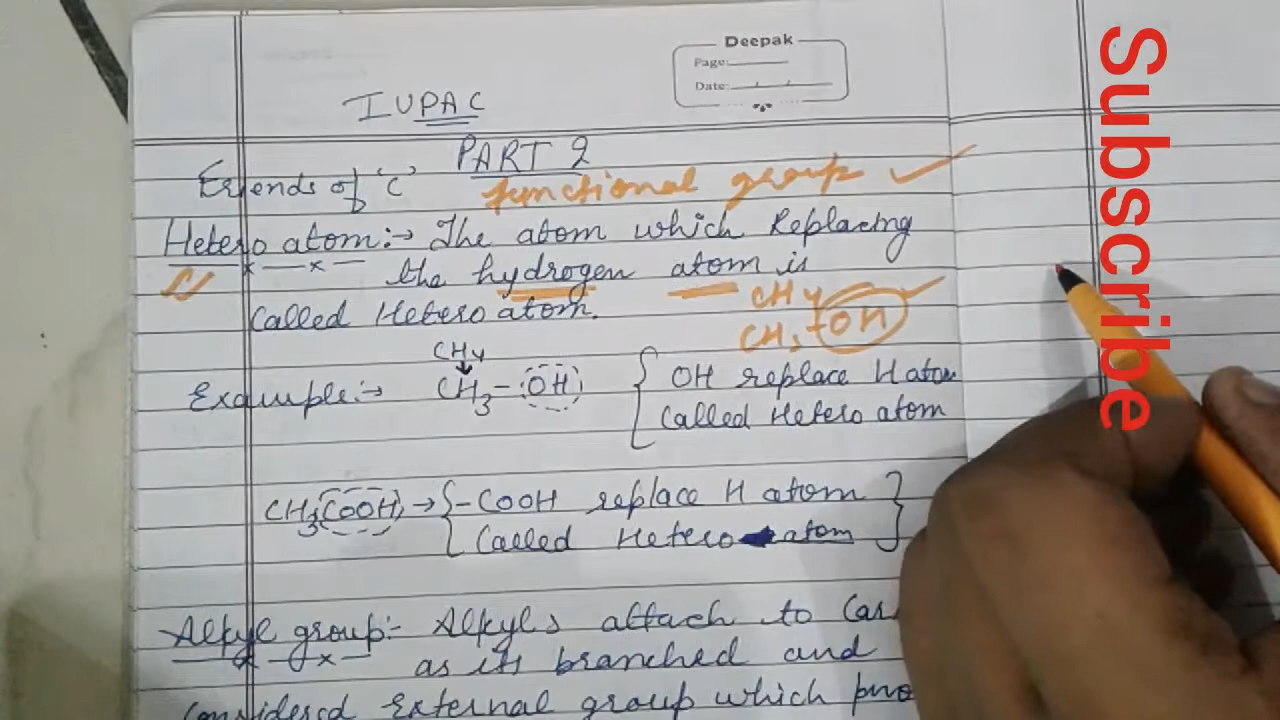 Deepak
Page:
Date:
IUPAC
PART 2
Friends of 'C'
functional group
Hetero atom:→ The atom which Replacing
the hydrogen atom is
Called Hetero atom.
CH4
CH3 + OH
CH4
Example:→ CH3 - OH { OH replace H atom
Called Hetero atom
CH3COOH → { -COOH replace H atom }
Called Hetero atom
Alkyl group:- Alkyls attach to Car
as its branched and
Considered External group which pro
Subscribe